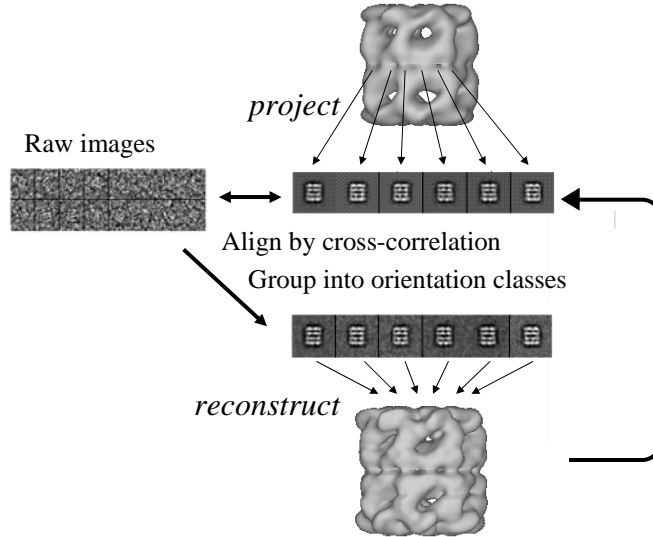 project
Raw images
Align by cross-correlation
Group into orientation classes
reconstruct